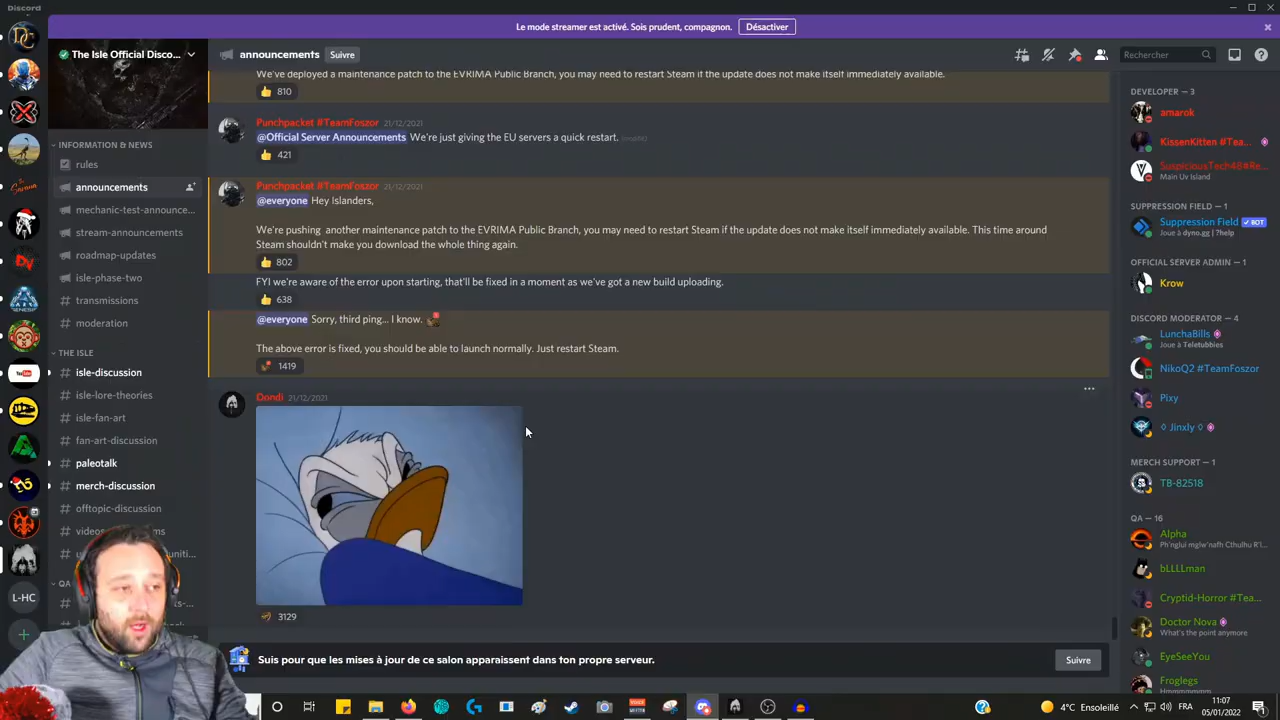 Discord
Le mode streamer est activé. Sois prudent, compagnon.
Désactiver
The Isle Official Disco...
announcements
Suivre
Rechercher
INFORMATION & NEWS
rules
announcements
mechanic-test-announce...
stream-announcements
roadmap-updates
isle-phase-two
transmissions
moderation
THE ISLE
isle-discussion
isle-lore-theories
isle-fan-art
fan-art-discussion
paleotalk
merch-discussion
offtopic-discussion
QA
L-HC
We've deployed a maintenance patch to the EVRIMA Public Branch, you may need to restart Steam if the update does not make itself immediately available.
810
Punchpacket #TeamFoszor 21/12/2021
@Official Server Announcements We're just giving the EU servers a quick restart. (modifié)
421
Punchpacket #TeamFoszor 21/12/2021
@everyone Hey Islanders,
We're pushing another maintenance patch to the EVRIMA Public Branch, you may need to restart Steam if the update does not make itself immediately available. This time around
Steam shouldn't make you download the whole thing again.
802
FYI we're aware of the error upon starting, that'll be fixed in a moment as we've got a new build uploading.
638
@everyone Sorry, third ping... I know.
The above error is fixed, you should be able to launch normally. Just restart Steam.
1419
Dondi 21/12/2021
3129
Suis pour que les mises à jour de ce salon apparaissent dans ton propre serveur.
Suivre
DEVELOPER — 3
amarok
KissenKitten #Tea...
SuspiciousTech48#Re...
Main Uv Island
SUPPRESSION FIELD — 1
Suppression Field BOT
Joue à dyno.gg | ?help
OFFICIAL SERVER ADMIN — 1
Krow
DISCORD MODERATOR — 4
LunchaBills
Joue à Teletubbies
NikoQ2 #TeamFoszor
Pixy
◊ Jinxly ◊
MERCH SUPPORT — 1
TB-82518
QA — 16
Alpha
Ph'nglui mglw'nafh Cthulhu R'l...
bLLLLman
Cryptid-Horror #Tea...
Doctor Nova
What's the point anymore
EyeSeeYou
Froglegs
4°C Ensoleillé
FRA
11:07
05/01/2022